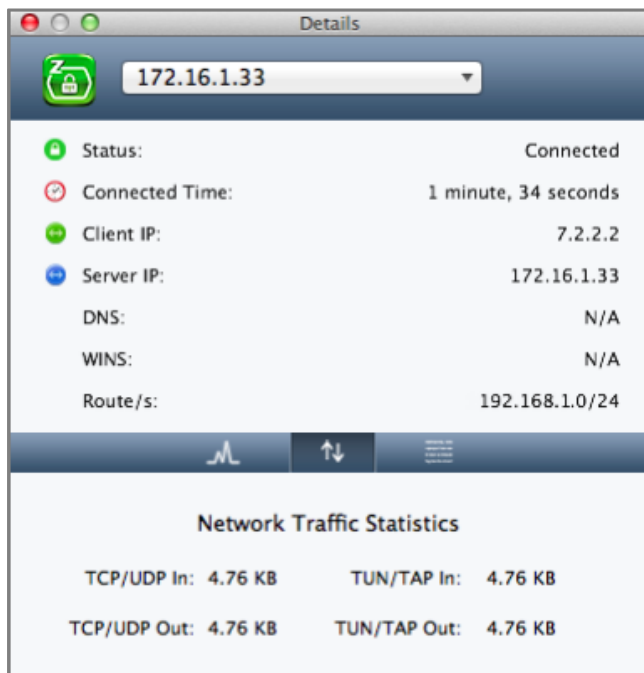 Details
Z
172.16.1.33
Status: Connected
Connected Time: 1 minute, 34 seconds
Client IP: 7.2.2.2
Server IP: 172.16.1.33
DNS: N/A
WINS: N/A
Route/s: 192.168.1.0/24
Network Traffic Statistics
TCP/UDP In: 4.76 KB TUN/TAP In: 4.76 KB
TCP/UDP Out: 4.76 KB TUN/TAP Out: 4.76 KB